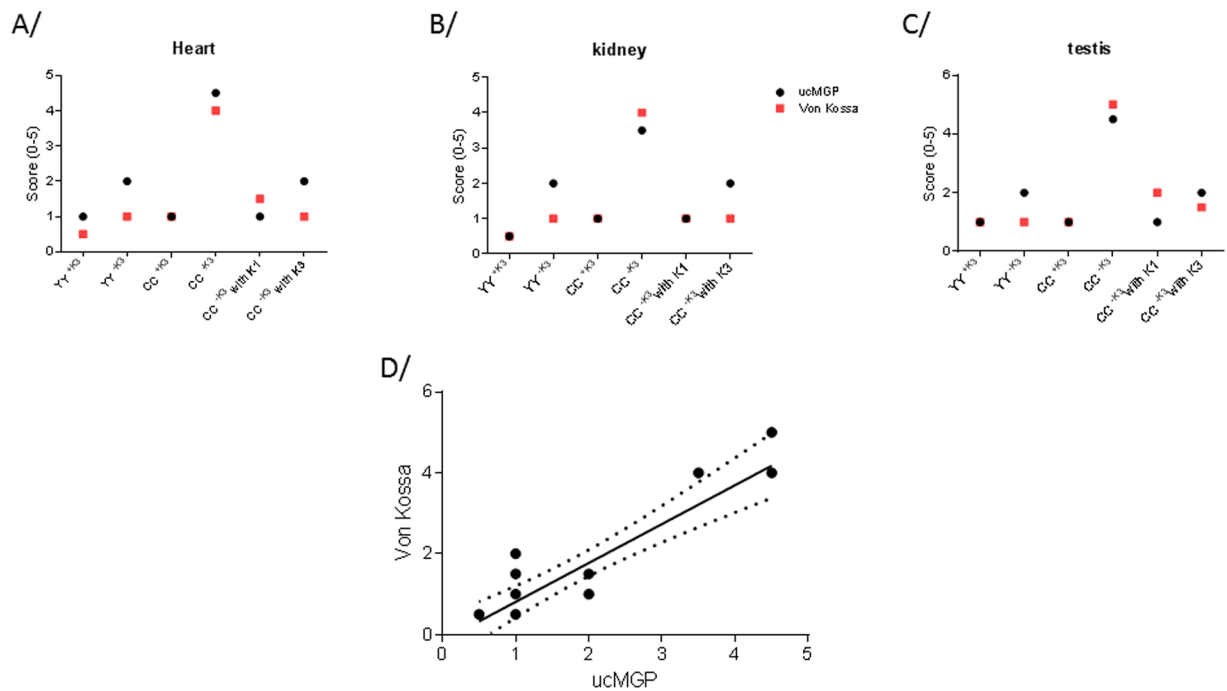 A/
Heart
Score (0-5)
5
4
3
2
1
0
YY +K3
YY -K3
CC +K3
CC -K3
CC -K3 with K1
CC -K3 with K3
B/
kidney
Score (0-5)
5
4
3
2
1
0
YY +K3
YY -K3
CC +K3
CC -K3
CC -K3 with K1
CC -K3 with K3
ucMGP
Von Kossa
C/
testis
Score (0-5)
6
4
2
0
YY +K3
YY -K3
CC +K3
CC -K3
CC -K3 with K1
CC -K3 with K3
D/
Von Kossa
6
4
2
0
0 1 2 3 4 5
ucMGP